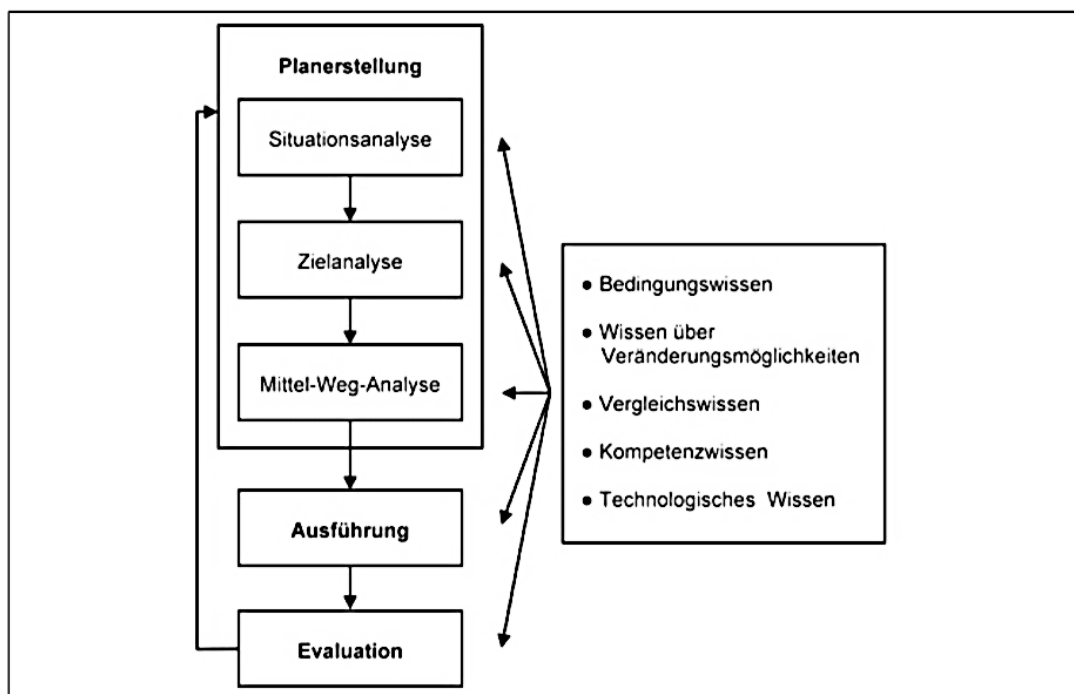 Planerstellung
Situationsanalyse
Zielanalyse
Mittel-Weg-Analyse
Ausführung
Evaluation
● Bedingungswissen
● Wissen über
Veränderungsmöglichkeiten
● Vergleichswissen
● Kompetenzwissen
● Technologisches Wissen